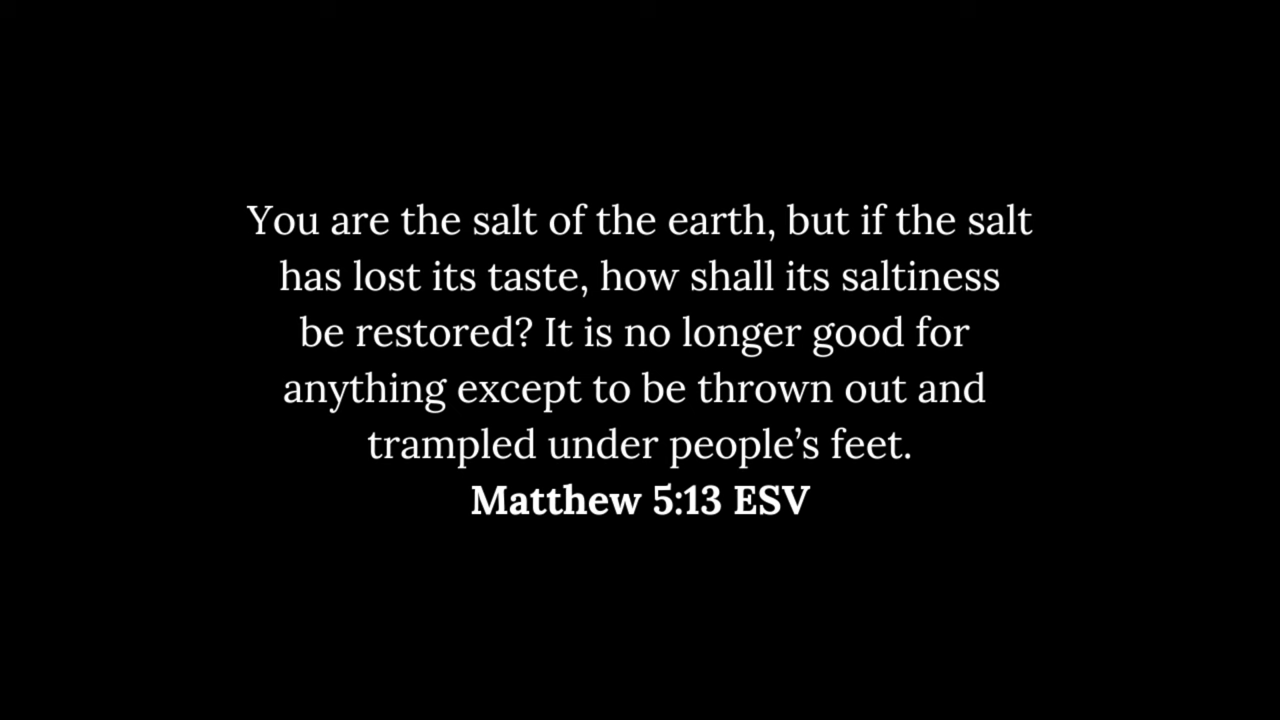 You are the salt of the earth, but if the salt
has lost its taste, how shall its saltiness
be restored? It is no longer good for
anything except to be thrown out and
trampled under people’s feet.
Matthew 5:13 ESV